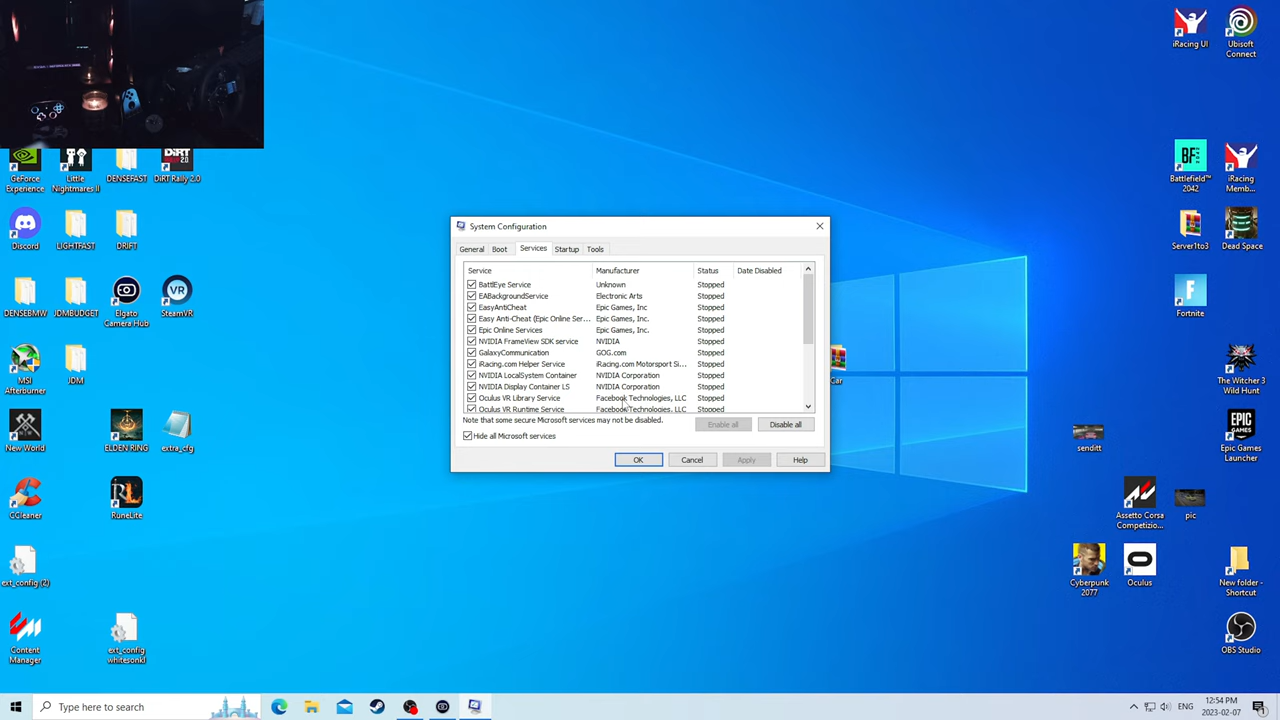 iRacing UI
Ubisoft
Connect
GeForce
Experience
Little
Nightmares II
DENSEFAST
DiRT Rally 2.0
Battlefield™
2042
iRacing
Memb...
Discord
LIGHTFAST
DRIFT
Server1to3
Dead Space
DENSEBMW
JDMBUDGET
Elgato
Camera Hub
SteamVR
Fortnite
MSI
Afterburner
JDM
Car
The Witcher 3
Wild Hunt
New World
ELDEN RING
extra_cfg
senditt
Epic Games
Launcher
CCleaner
RuneLite
Assetto Corsa
Competizio...
pic
ext_config (2)
Cyberpunk
2077
Oculus
New folder -
Shortcut
Content
Manager
ext_config
whitesonkl
OBS Studio
System Configuration
General Boot Services Startup Tools
Service Manufacturer Status Date Disabled
BattlEye Service Unknown Stopped
EABackgroundService Electronic Arts Stopped
EasyAntiCheat Epic Games, Inc Stopped
Easy Anti-Cheat (Epic Online Ser... Epic Games, Inc. Stopped
Epic Online Services Epic Games, Inc. Stopped
NVIDIA FrameView SDK service NVIDIA Stopped
GalaxyCommunication GOG.com Stopped
iRacing.com Helper Service iRacing.com Motorsport Si... Stopped
NVIDIA LocalSystem Container NVIDIA Corporation Stopped
NVIDIA Display Container LS NVIDIA Corporation Stopped
Oculus VR Library Service Facebook Technologies, LLC Stopped
Oculus VR Runtime Service Facebook Technologies, LLC Stopped
Note that some secure Microsoft services may not be disabled.
Enable all Disable all
Hide all Microsoft services
OK Cancel Apply Help
Type here to search
ENG
12:54 PM
2023-02-07